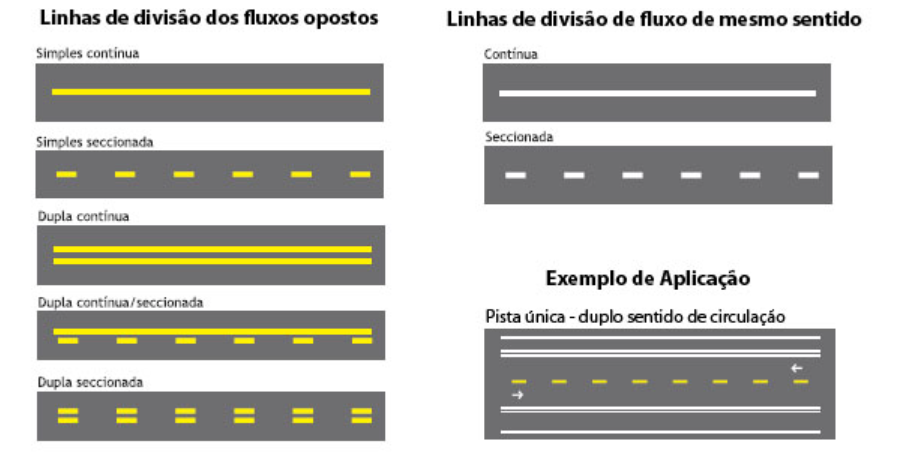 Linhas de divisão dos fluxos opostos
Simples contínua
Simples seccionada
Dupla contínua
Dupla contínua/seccionada
Dupla seccionada
Linhas de divisão de fluxo de mesmo sentido
Contínua
Seccionada
Exemplo de Aplicação
Pista única - duplo sentido de circulação